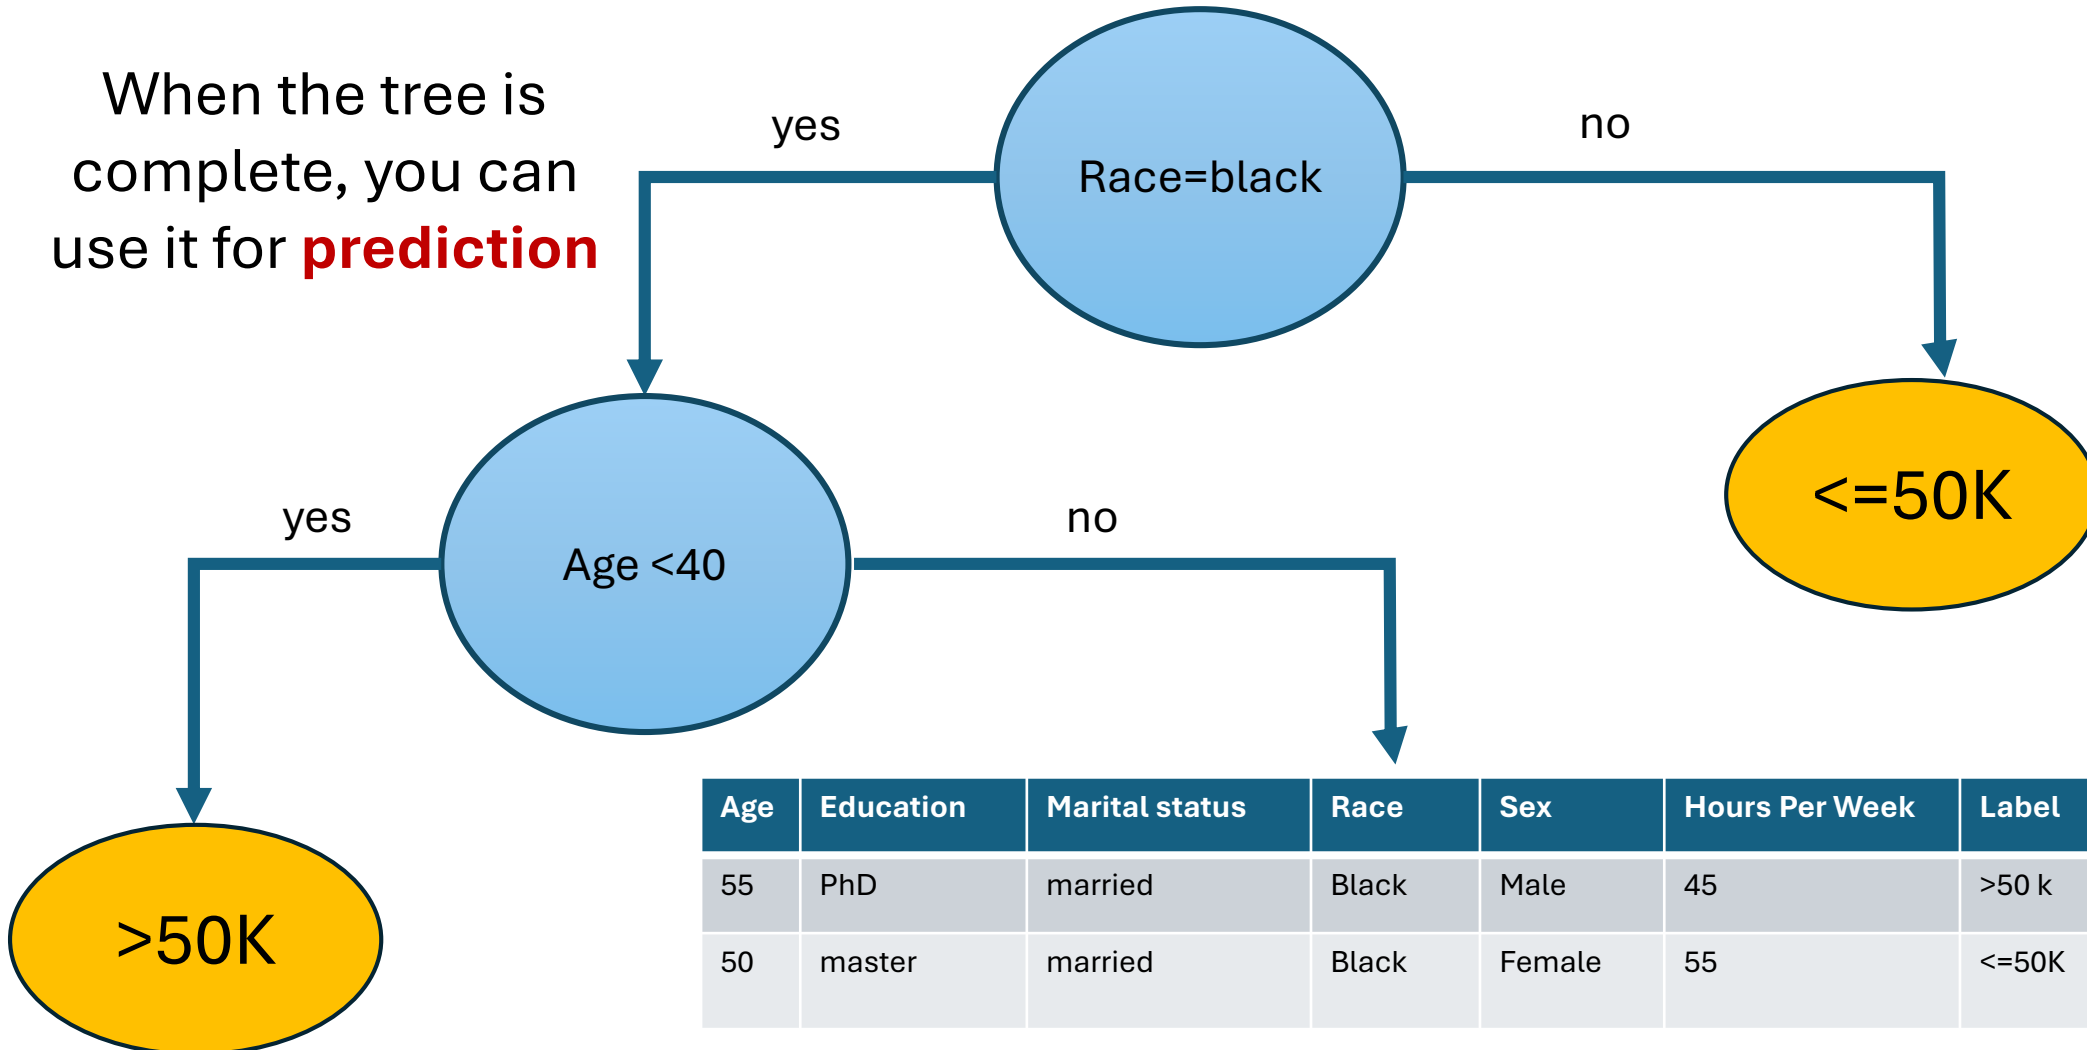 When the tree is
complete, you can
use it for prediction
yes
Race=black
no
<=50K
yes
Age <40
no
>50K
Age Education Marital status Race Sex Hours Per Week Label
55 PhD married Black Male 45 >50 k
50 master married Black Female 55 <=50K